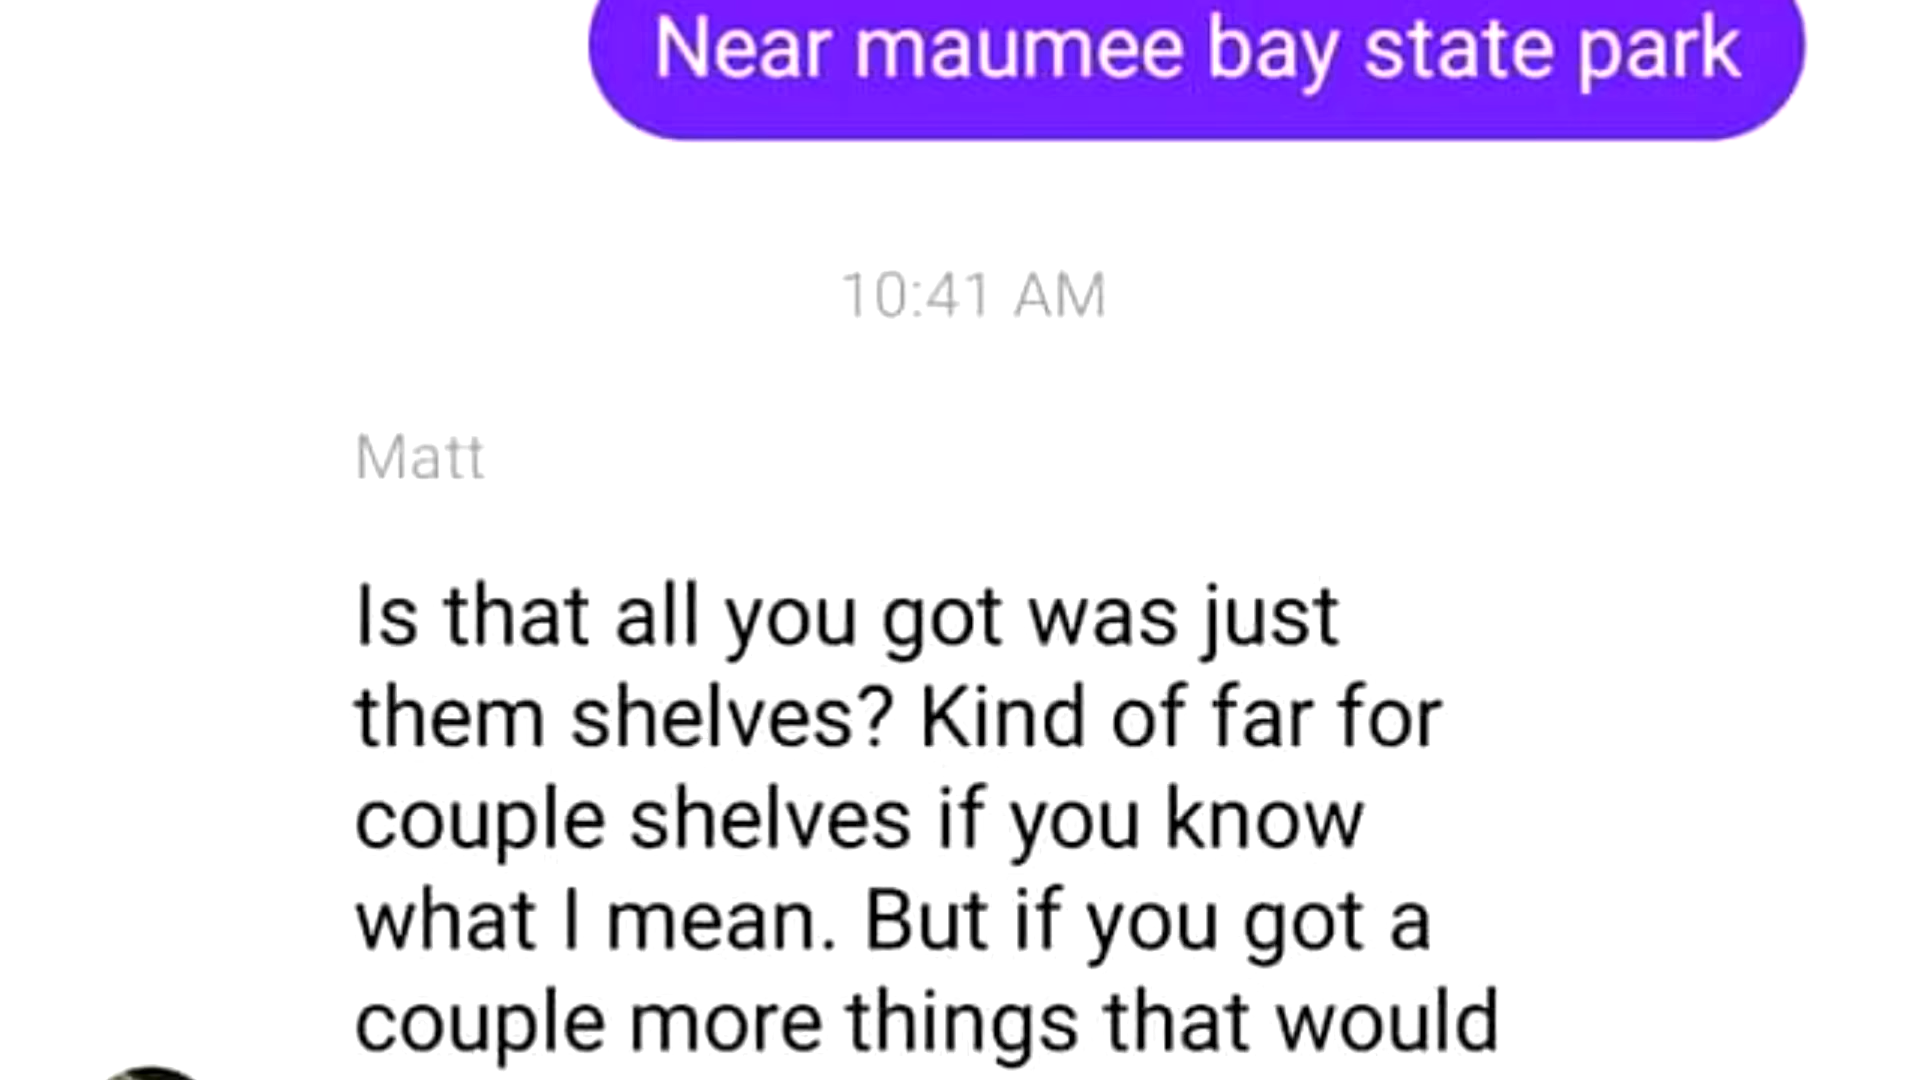 Near maumee bay state park
10:41 AM
Matt
Is that all you got was just
them shelves? Kind of far for
couple shelves if you know
what I mean. But if you got a
couple more things that would